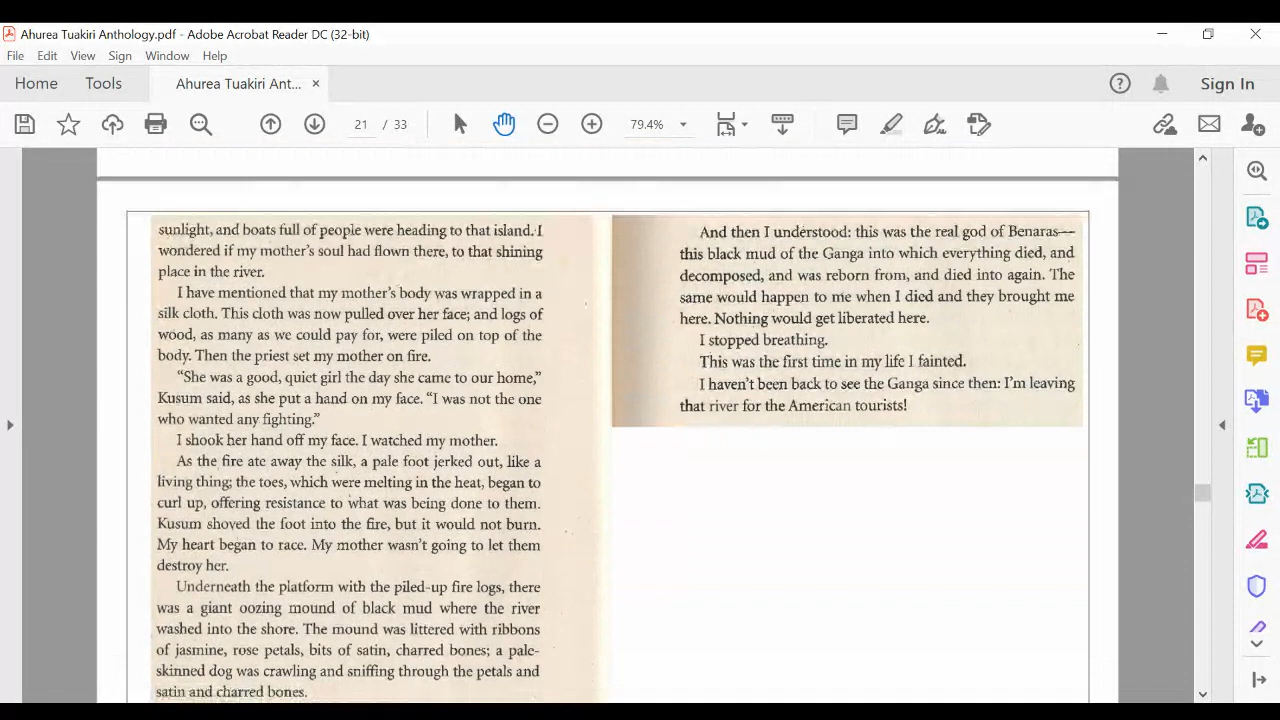 Ahurea Tuakiri Anthology.pdf - Adobe Acrobat Reader DC (32-bit)
File Edit View Sign Window Help
Home Tools Ahurea Tuakiri Ant... × Sign In
21 / 33 79.4%
sunlight, and boats full of people were heading to that island. I
wondered if my mother's soul had flown there, to that shining
place in the river.
I have mentioned that my mother's body was wrapped in a
silk cloth. This cloth was now pulled over her face; and logs of
wood, as many as we could pay for, were piled on top of the
body. Then the priest set my mother on fire.
“She was a good, quiet girl the day she came to our home,”
Kusum said, as she put a hand on my face. “I was not the one
who wanted any fighting.”
I shook her hand off my face. I watched my mother.
As the fire ate away the silk, a pale foot jerked out, like a
living thing; the toes, which were melting in the heat, began to
curl up, offering resistance to what was being done to them.
Kusum shoved the foot into the fire, but it would not burn.
My heart began to race. My mother wasn't going to let them
destroy her.
Underneath the platform with the piled-up fire logs, there
was a giant oozing mound of black mud where the river
washed into the shore. The mound was littered with ribbons
of jasmine, rose petals, bits of satin, charred bones; a pale-
skinned dog was crawling and sniffing through the petals and
satin and charred bones.
And then I understood: this was the real god of Benaras—
this black mud of the Ganga into which everything died, and
decomposed, and was reborn from, and died into again. The
same would happen to me when I died and they brought me
here. Nothing would get liberated here.
I stopped breathing.
This was the first time in my life I fainted.
I haven't been back to see the Ganga since then: I'm leaving
that river for the American tourists!